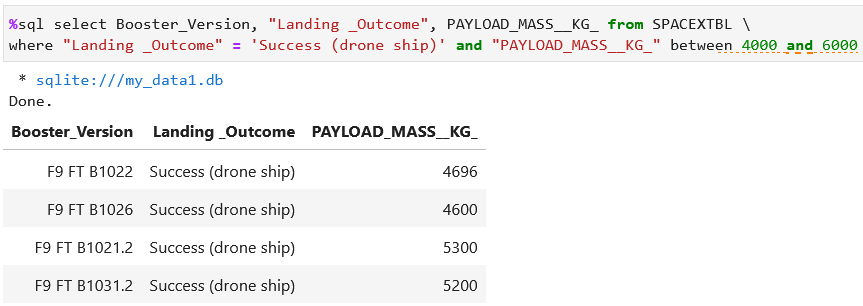 %sql select Booster_Version, "Landing _Outcome", PAYLOAD_MASS__KG_ from SPACEXTBL \
where "Landing _Outcome" = 'Success (drone ship)' and "PAYLOAD_MASS__KG_" between 4000 and 6000
* sqlite:///my_data1.db
Done.
Booster_Version Landing _Outcome PAYLOAD_MASS__KG_
F9 FT B1022 Success (drone ship) 4696
F9 FT B1026 Success (drone ship) 4600
F9 FT B1021.2 Success (drone ship) 5300
F9 FT B1031.2 Success (drone ship) 5200